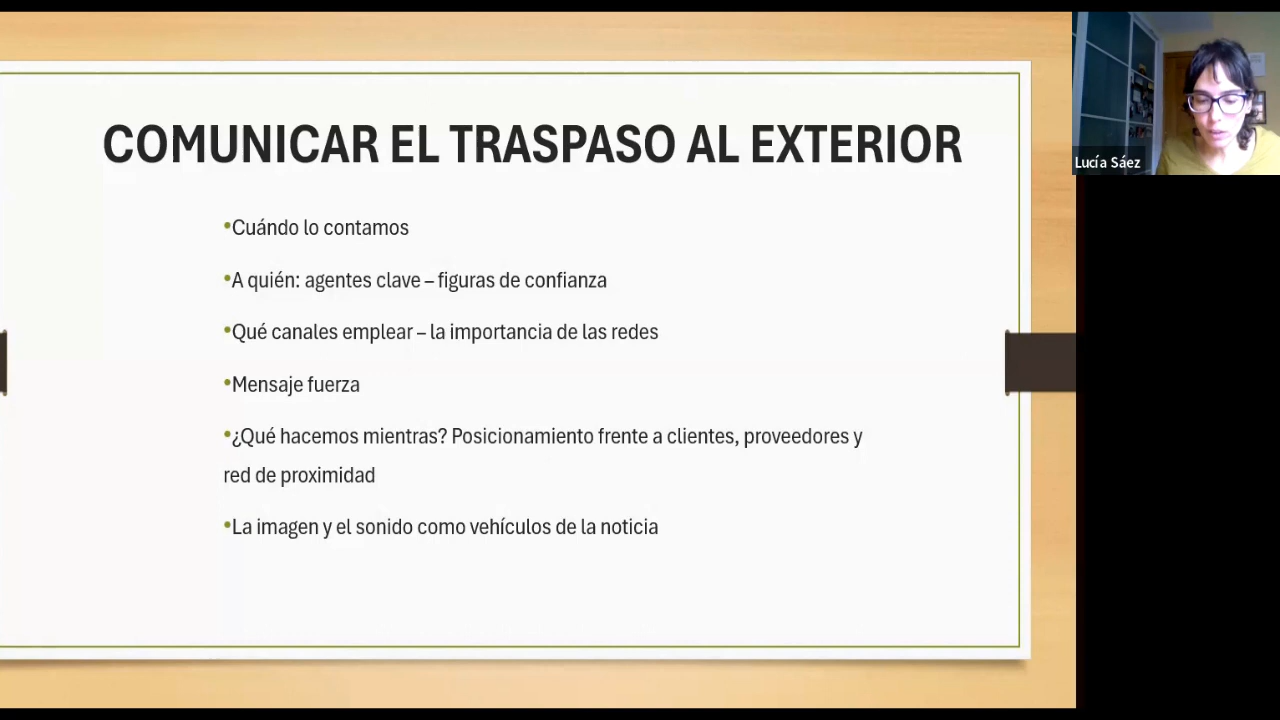 COMUNICAR EL TRASPASO AL EXTERIOR
•Cuándo lo contamos
•A quién: agentes clave – figuras de confianza
•Qué canales emplear – la importancia de las redes
•Mensaje fuerza
•¿Qué hacemos mientras? Posicionamiento frente a clientes, proveedores y
red de proximidad
•La imagen y el sonido como vehículos de la noticia
Lucía Sáez